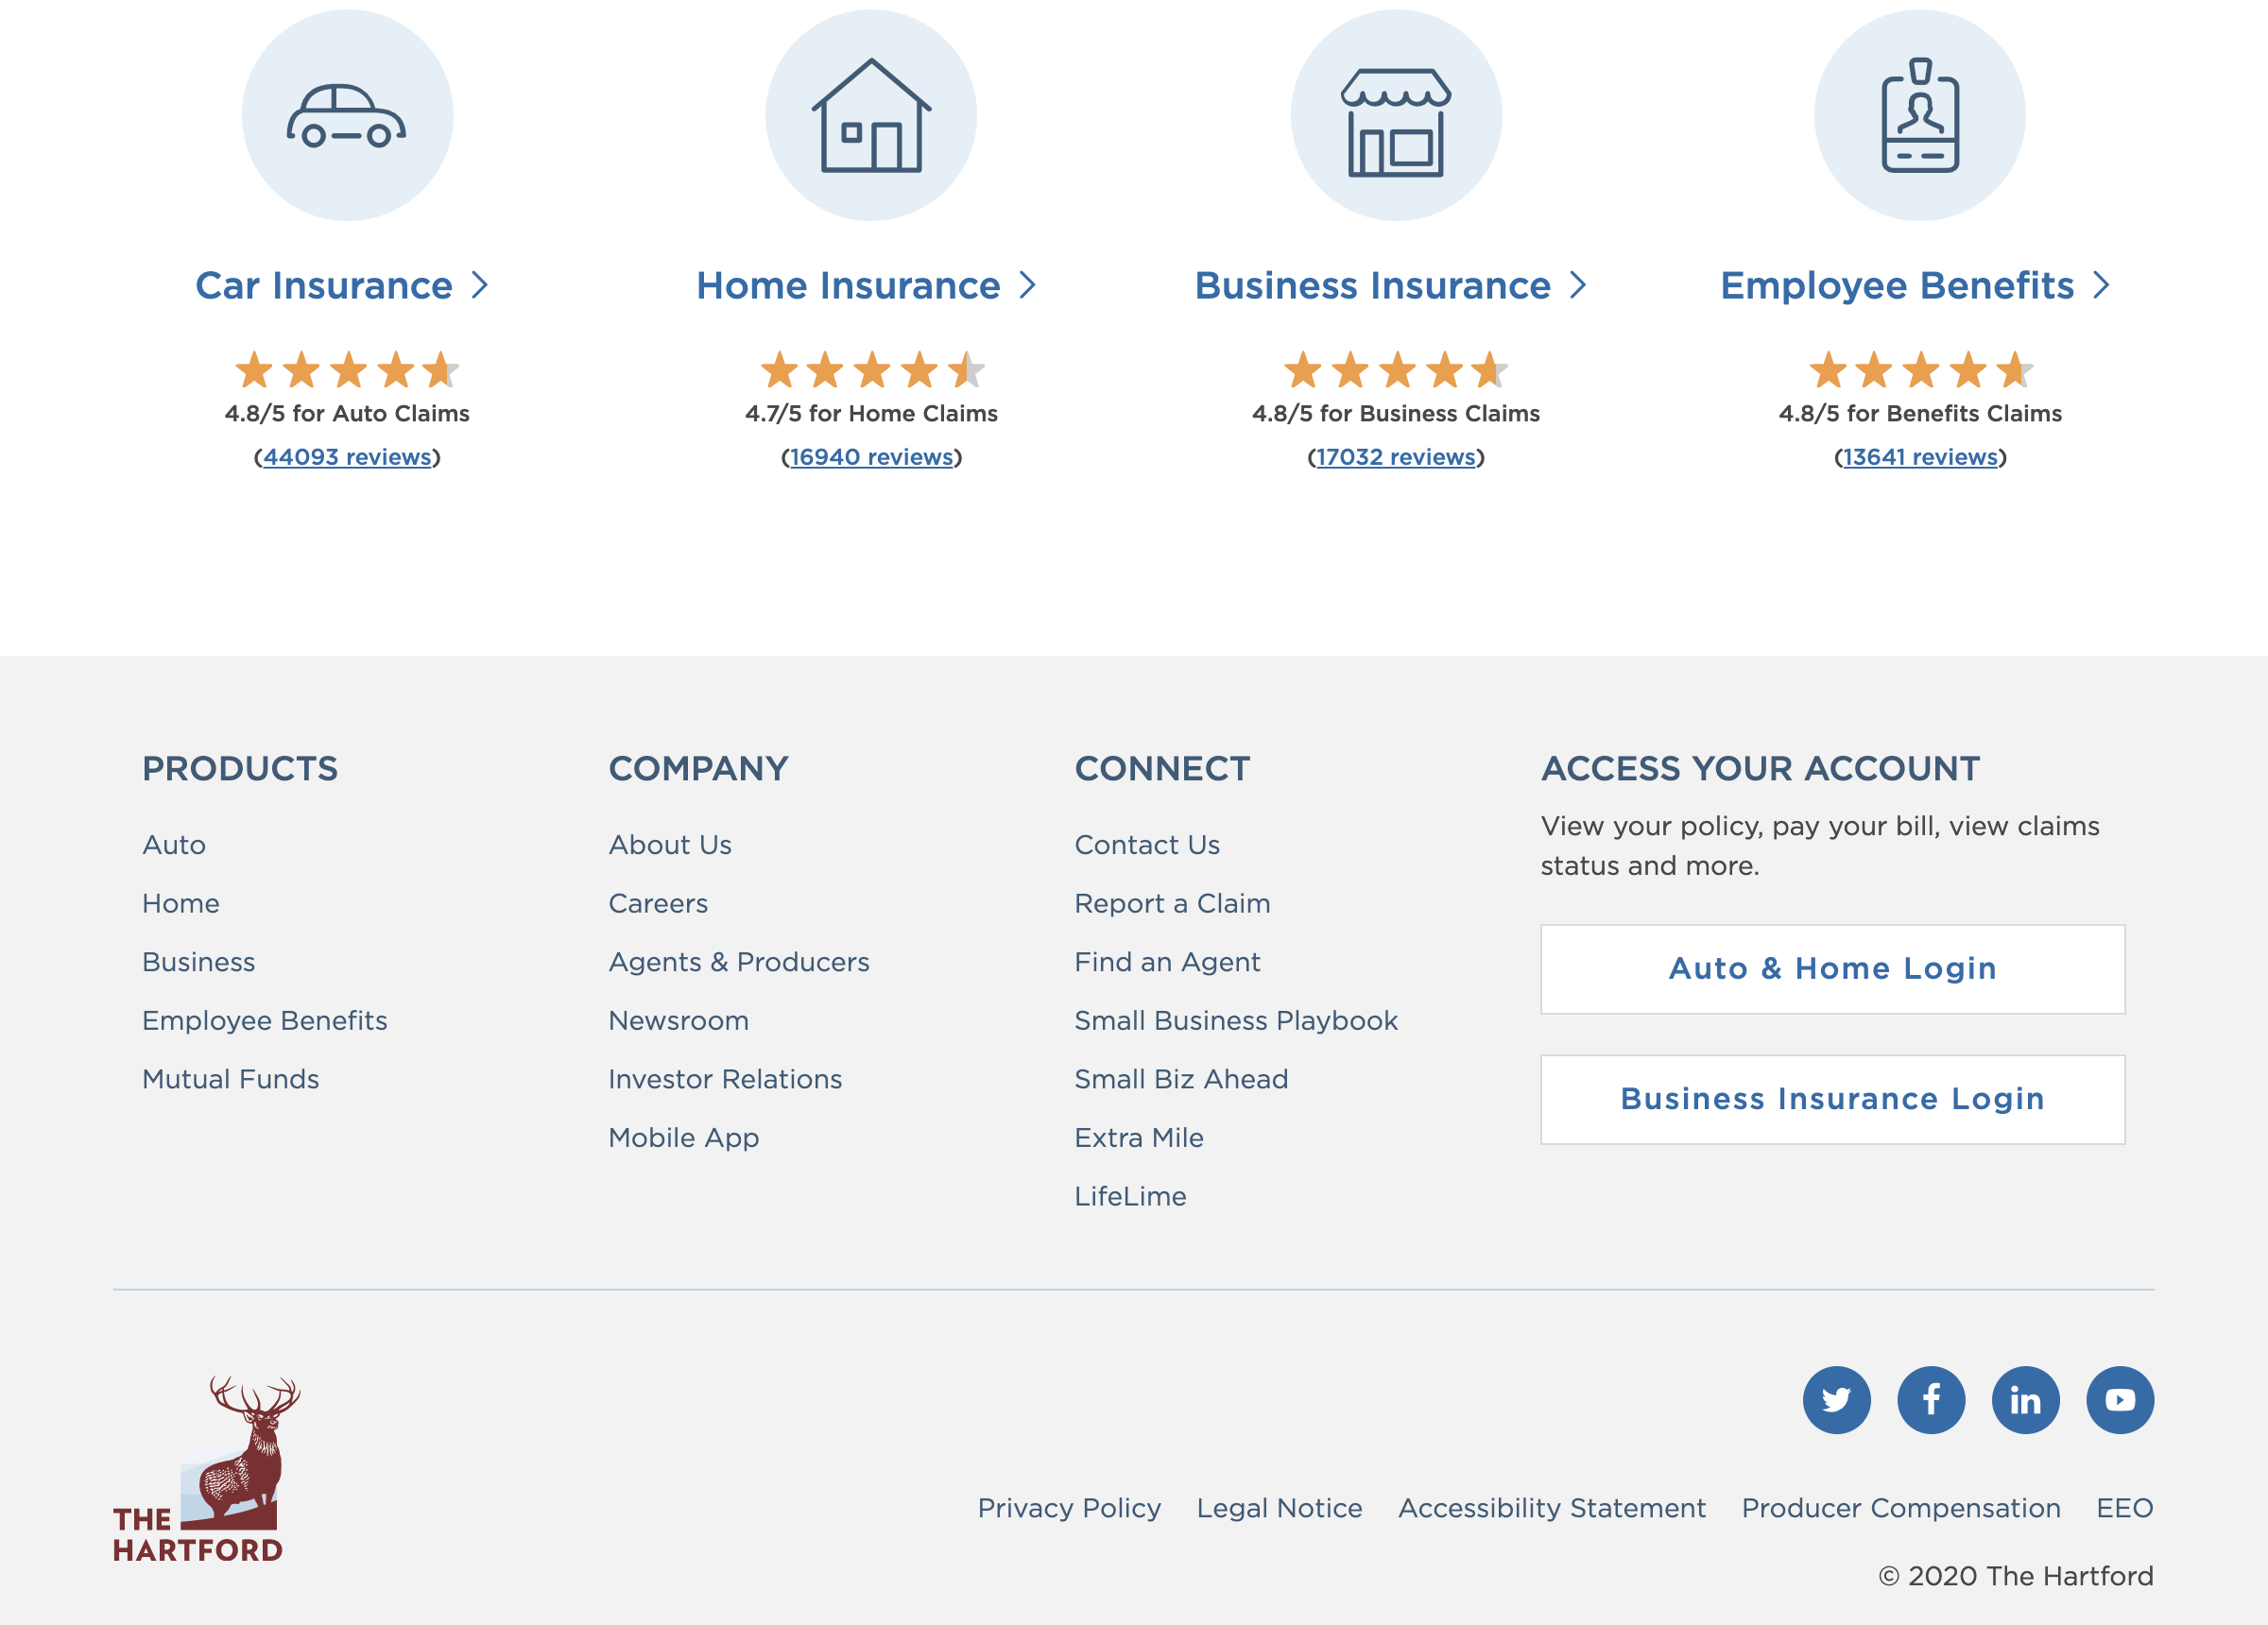 Car Insurance
4.8/5 for Auto Claims
(44093 reviews)
Home Insurance
4.7/5 for Home Claims
(16940 reviews)
Business Insurance
4.8/5 for Business Claims
(17032 reviews)
Employee Benefits
4.8/5 for Benefits Claims
(13641 reviews)
PRODUCTS
Auto
Home
Business
Employee Benefits
Mutual Funds
COMPANY
About Us
Careers
Agents & Producers
Newsroom
Investor Relations
Mobile App
CONNECT
Contact Us
Report a Claim
Find an Agent
Small Business Playbook
Small Biz Ahead
Extra Mile
LifeLime
ACCESS YOUR ACCOUNT
View your policy, pay your bill, view claims
status and more.
Auto & Home Login
Business Insurance Login
THE
HARTFORD
Privacy Policy Legal Notice Accessibility Statement Producer Compensation EEO
© 2020 The Hartford